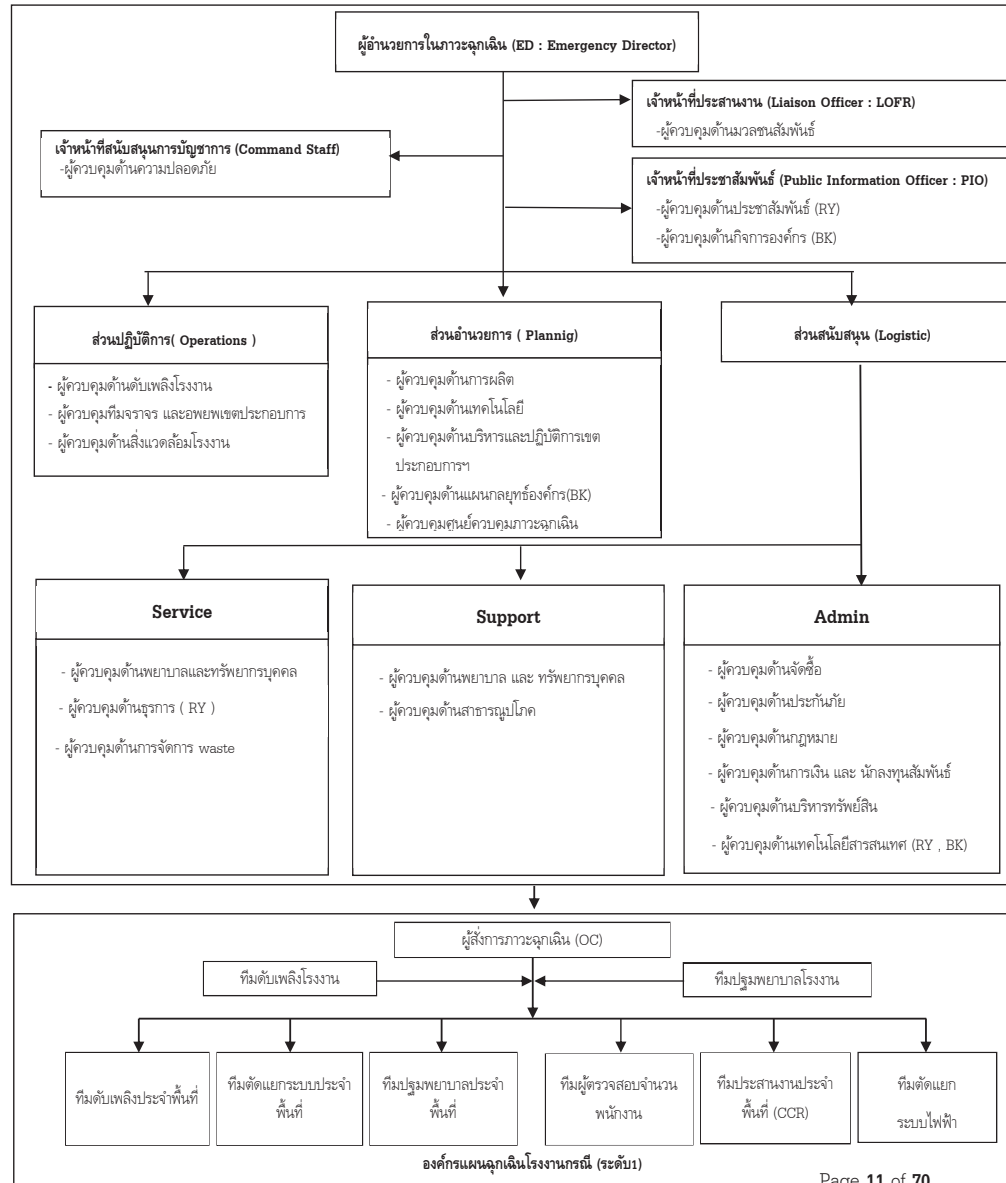 ผู้อำนวยการในภาวะฉุกเฉิน (ED : Emergency Director)
เจ้าหน้าที่ประสานงาน (Liaison Officer : LOFR)
-ผู้ควบคุมด้านมวลชนสัมพันธ์
เจ้าหน้าที่สนับสนุนการบัญชาการ (Command Staff)
-ผู้ควบคุมด้านความปลอดภัย
เจ้าหน้าที่ประชาสัมพันธ์ (Public Information Officer : PIO)
-ผู้ควบคุมด้านประชาสัมพันธ์ (RY)
-ผู้ควบคุมด้านกิจการองค์กร (BK)
ส่วนปฏิบัติการ( Operations )
- ผู้ควบคุมด้านดับเพลิงโรงงาน
- ผู้ควบคุมทีมจราจร และอพยพเขตประกอบการ
- ผู้ควบคุมด้านสิ่งแวดล้อมโรงงาน
ส่วนอำนวยการ ( Plannig)
- ผู้ควบคุมด้านการผลิต
- ผู้ควบคุมด้านเทคโนโลยี
- ผู้ควบคุมด้านบริหารและปฏิบัติการเขต
ประกอบการฯ
- ผู้ควบคุมด้านแผนกลยุทธ์องค์กร(BK)
- ผู้ควบคุมศูนย์ควบคุมภาวะฉุกเฉิน
ส่วนสนับสนุน (Logistic)
Service
- ผู้ควบคุมด้านพยาบาลและทรัพยากรบุคคล
- ผู้ควบคุมด้านธุรการ ( RY )
- ผู้ควบคุมด้านการจัดการ waste
Support
- ผู้ควบคุมด้านพยาบาล และ ทรัพยากรบุคคล
- ผู้ควบคุมด้านสาธารณูปโภค
Admin
- ผู้ควบคุมด้านจัดซื้อ
- ผู้ควบคุมด้านประกันภัย
- ผู้ควบคุมด้านกฎหมาย
- ผู้ควบคุมด้านการเงิน และ นักลงทุนสัมพันธ์
- ผู้ควบคุมด้านบริหารทรัพย์สิน
- ผู้ควบคุมด้านเทคโนโลยีสารสนเทศ (RY , BK)
ผู้สั่งการภาวะฉุกเฉิน (OC)
ทีมดับเพลิงโรงงาน
ทีมปฐมพยาบาลโรงงาน
ทีมดับเพลิงประจำพื้นที่
ทีมตัดแยกระบบประจำ
พื้นที่
ทีมปฐมพยาบาลประจำ
พื้นที่
ทีมผู้ตรวจสอบจำนวน
พนักงาน
ทีมประสานงานประจำ
พื้นที่ (CCR)
ทีมตัดแยก
ระบบไฟฟ้า
องค์กรแผนฉุกเฉินโรงงานกรณี (ระดับ1)
Page 11 of 70